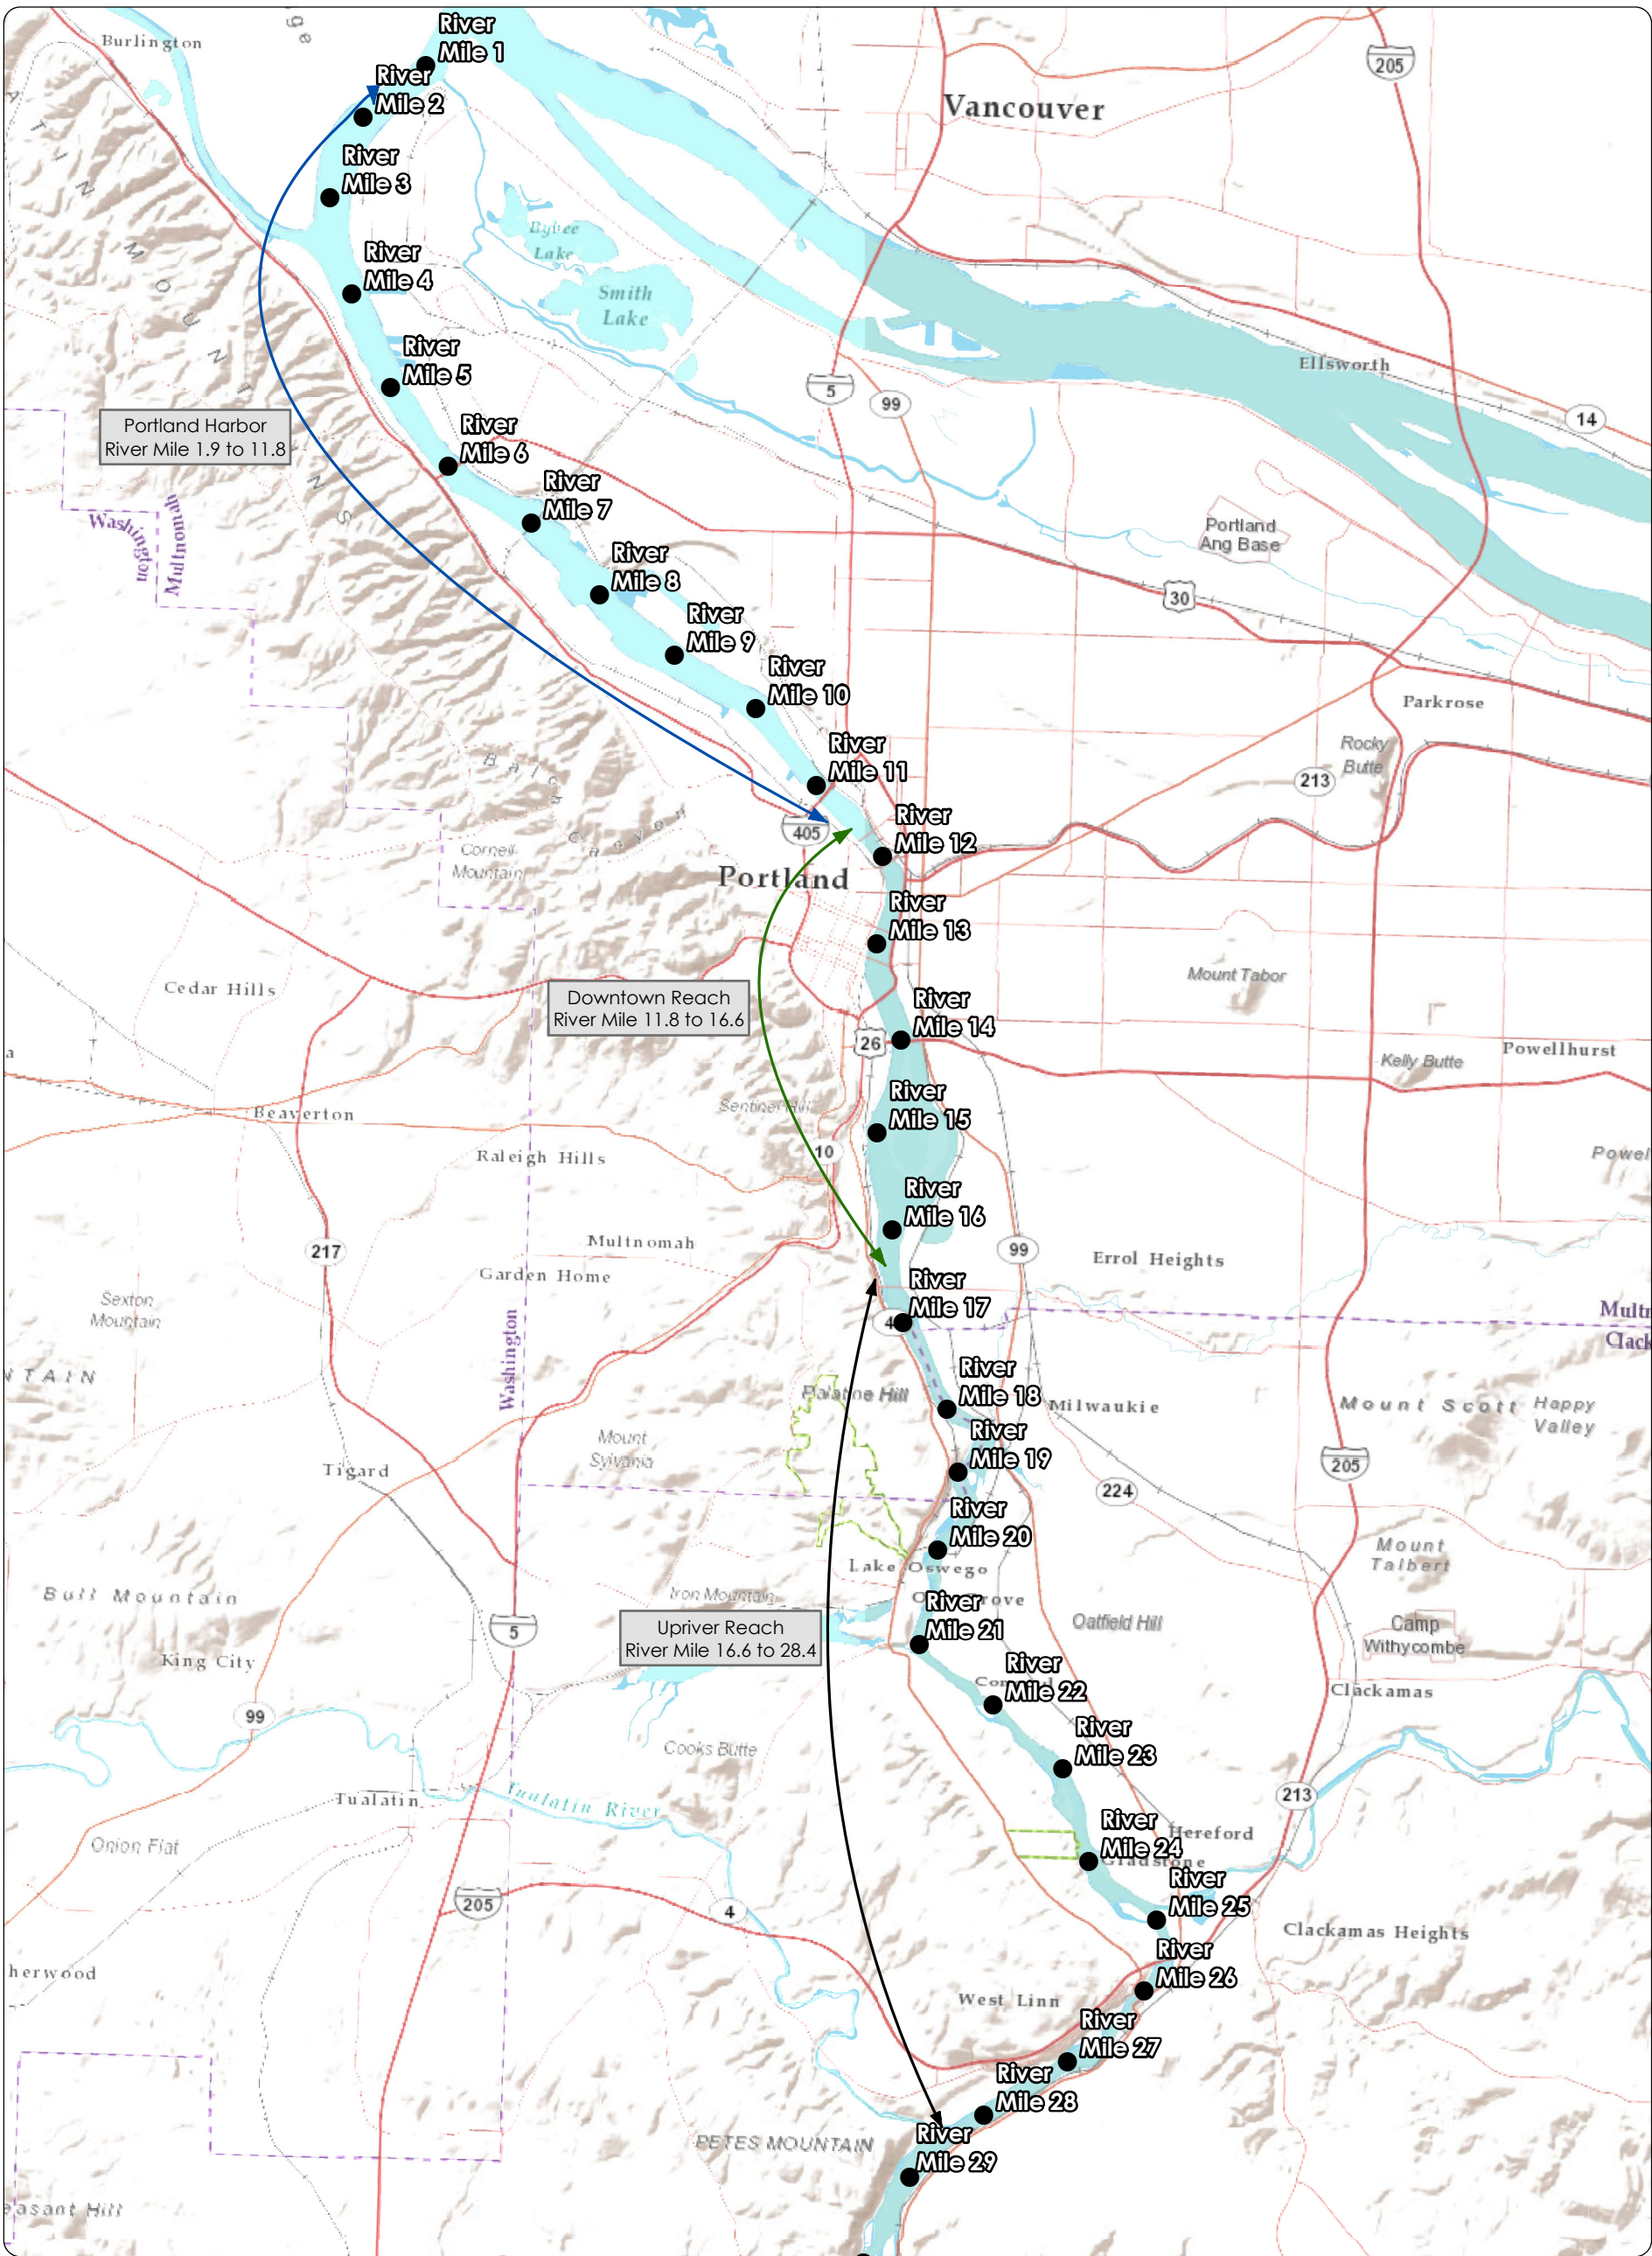 River
Mile 1
Burlington
205
River
Mile 2
Vancouver
River
Mile 3
Bybee
Lake
River
Mile 4
Smith
Lake
River
Mile 5
Ellsworth
5
99
14
Portland Harbor
River Mile 1.9 to 11.8
River
Mile 6
River
Mile 7
Washington
Multnomah
Portland
Ang Base
River
Mile 8
30
River
Mile 9
River
Mile 10
Parkrose
River
Mile 11
Rocky
Butte
213
405
River
Mile 12
Cornell
Mountain
Portland
River
Mile 13
Mount Tabor
Cedar Hills
Downtown Reach
River Mile 11.8 to 16.6
River
Mile 14
26
Powellhurst
Kelly Butte
River
Mile 15
Beaverton
Sentinel Hill
10
Raleigh Hills
Powel
River
Mile 16
217
Multnomah
99
Errol Heights
Garden Home
River
Mile 17
Sexton
Mountain
Multn
Clack
4
Washington
NTAIN
River
Mile 18
Palatine Hill
Milwaukie
Mount Scott
Happy
Valley
River
Mile 19
Mount
Sylvania
Tigard
205
224
River
Mile 20
Mount
Talbert
Lake Oswego
Bull Mountain
Iron Mountain
River
Mile 21
Oatfield Hill
Camp
Withycombe
5
Upriver Reach
River Mile 16.6 to 28.4
King City
River
Mile 22
Clackamas
99
Cooks Butte
River
Mile 23
Tualatin
Tualatin River
213
Onion Flat
River
Mile 24
Hereford
Gladstone
River
Mile 25
205
4
Clackamas Heights
River
Mile 26
herwood
West Linn
River
Mile 27
River
Mile 28
PETES MOUNTAIN
River
Mile 29
easant Hill